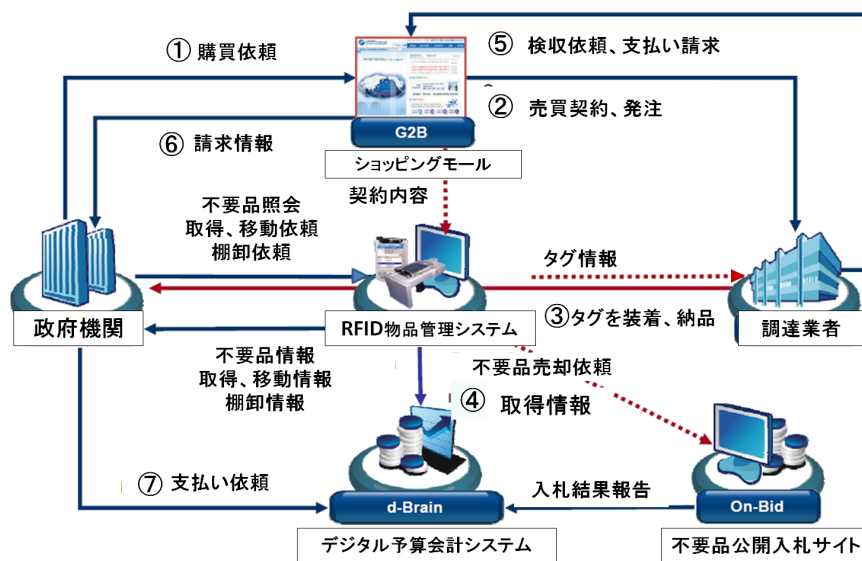 ① 購買依頼
⑤ 検収依頼、支払い請求
② 売買契約、発注
G2B
⑥ 請求情報
ショッピングモール
契約内容
不要品照会
取得、移動依頼
棚卸依頼
タグ情報
政府機関
RFID物品管理システム
③タグを装着、納品
調達業者
不要品情報
取得、移動情報
棚卸情報
不要品売却依頼
④ 取得情報
⑦ 支払い依頼
入札結果報告
d-Brain
On-Bid
デジタル予算会計システム
不要品公開入札サイト